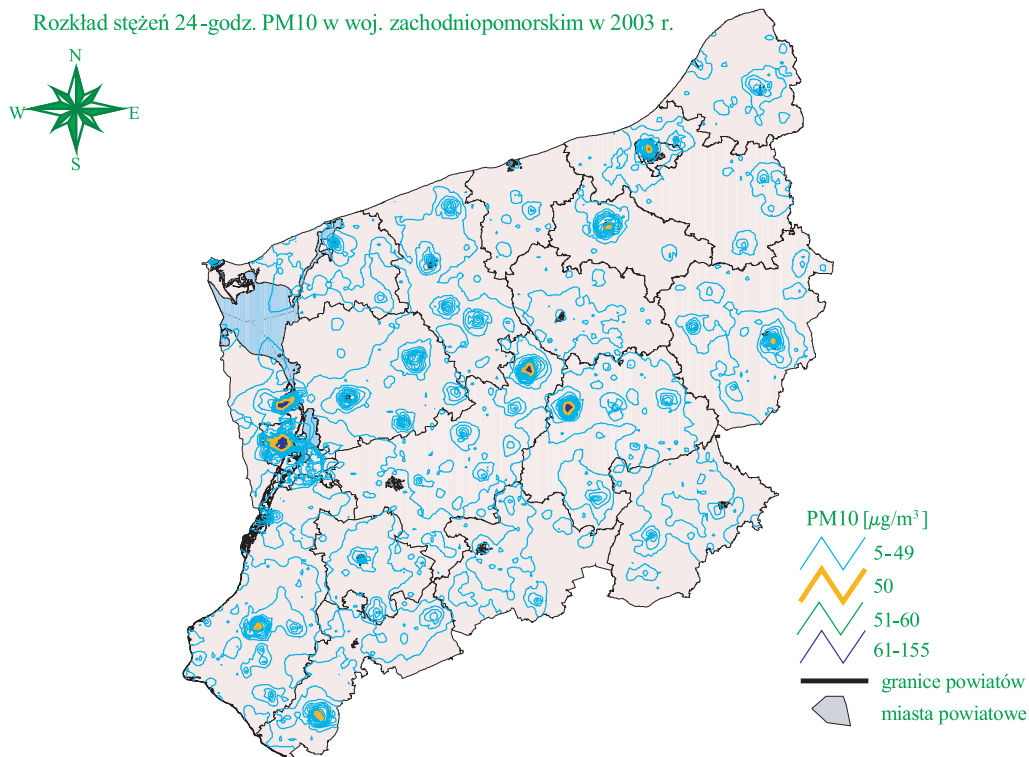 Rozkład stężeń 24-godz. PM10 w woj. zachodniopomorskim w 2003 r.
N
W E
S
PM10 [µg/m³]
5-49
50
51-60
61-155
granice powiatów
miasta powiatowe